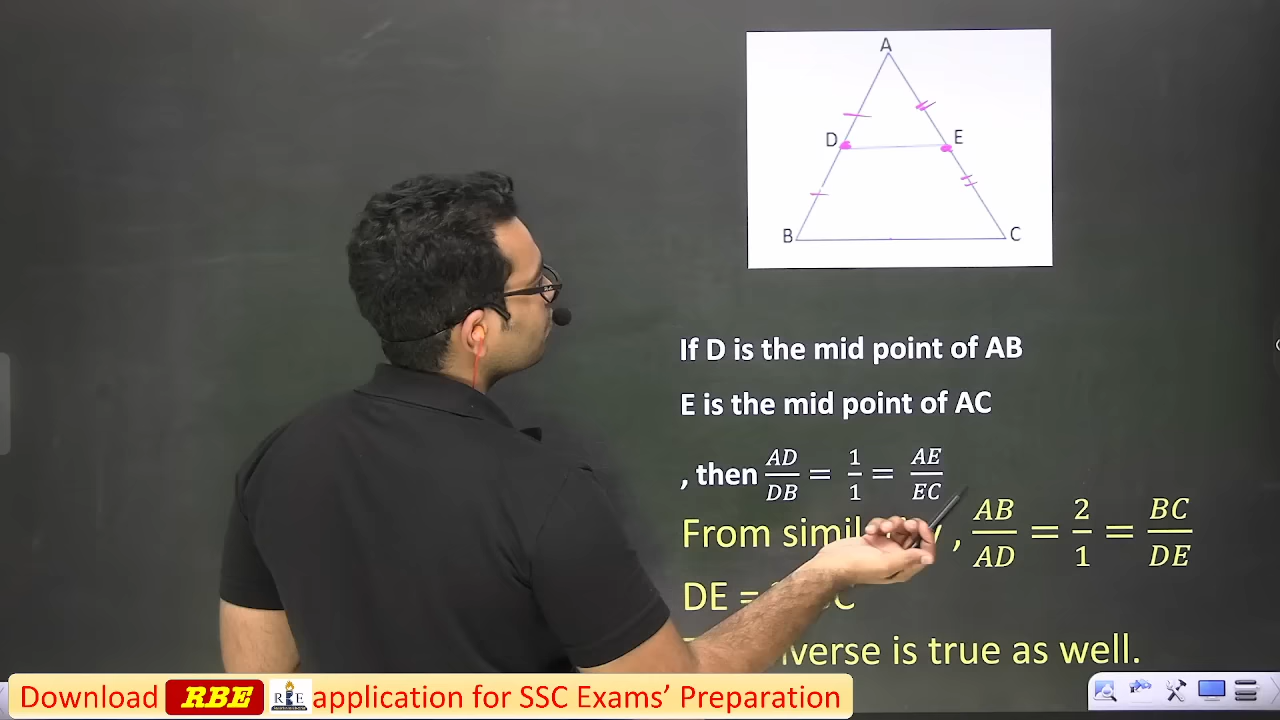 A
D E
B C
If D is the mid point of AB
E is the mid point of AC
, then AD/DB = 1/1 = AE/EC
From , AB/AD = 2/1 = BC/DE
DE =
is true as well.
Download RBE application for SSC Exams' Preparation